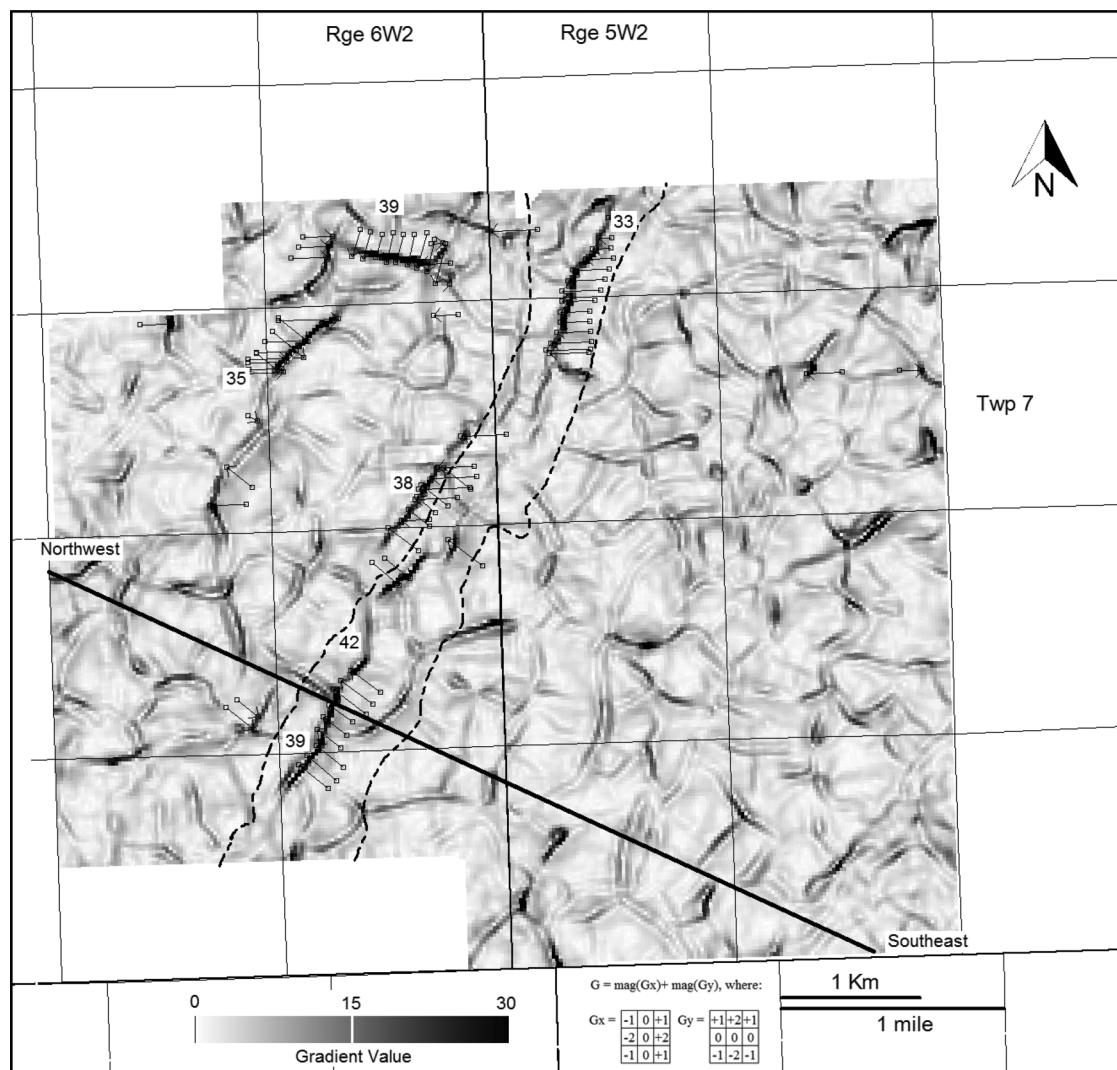 Rge 6W2
Rge 5W2
N
39
33
35
Twp 7
38
Northwest
42
39
Southeast
0
15
30
Gradient Value
G = mag(Gx)+ mag(Gy), where:
Gx = -1 0 +1 Gy = +1 +2 +1
-2 0 +2 0 0 0
-1 0 +1 -1 -2 -1
1 Km
1 mile